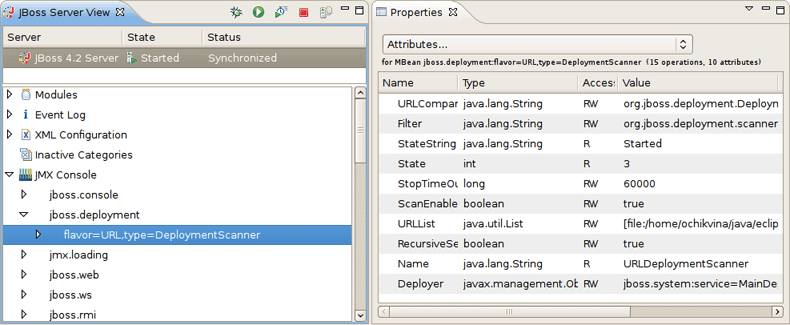 JBoss Server View
Server State Status
JBoss 4.2 Server Started Synchronized
Modules
Event Log
XML Configuration
Inactive Categories
JMX Console
jboss.console
jboss.deployment
flavor=URL,type=DeploymentScanner
jmx.loading
jboss.web
jboss.ws
jboss.rmi
Properties
Attributes...
for MBean jboss.deployment:flavor=URL,type=DeploymentScanner (15 operations, 10 attributes)
Name Type Access Value
URLCompar java.lang.String RW org.jboss.deployment.Deployn
Filter java.lang.String RW org.jboss.deployment.scanner
StateString java.lang.String R Started
State int R 3
StopTimeOu long RW 60000
ScanEnable boolean RW true
URLList java.util.List RW [file:/home/ochikvina/java/eclip
RecursiveSe boolean RW true
Name java.lang.String R URLDeploymentScanner
Deployer javax.management.Ob RW jboss.system:service=MainDe